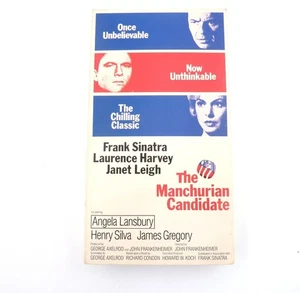 Once
Unbelievable
Now
Unthinkable
The
Chilling
Classic
Frank Sinatra
Laurence Harvey
Janet Leigh
The
Manchurian
Candidate
Angela Lansbury
Henry Silva James Gregory
GEORGE AXELROD and JOHN FRANKENHEIMER JOHN FRANKENHEIMER
GEORGE AXELROD RICHARD CONDON HOWARD W. KOCH FRANK SINATRA